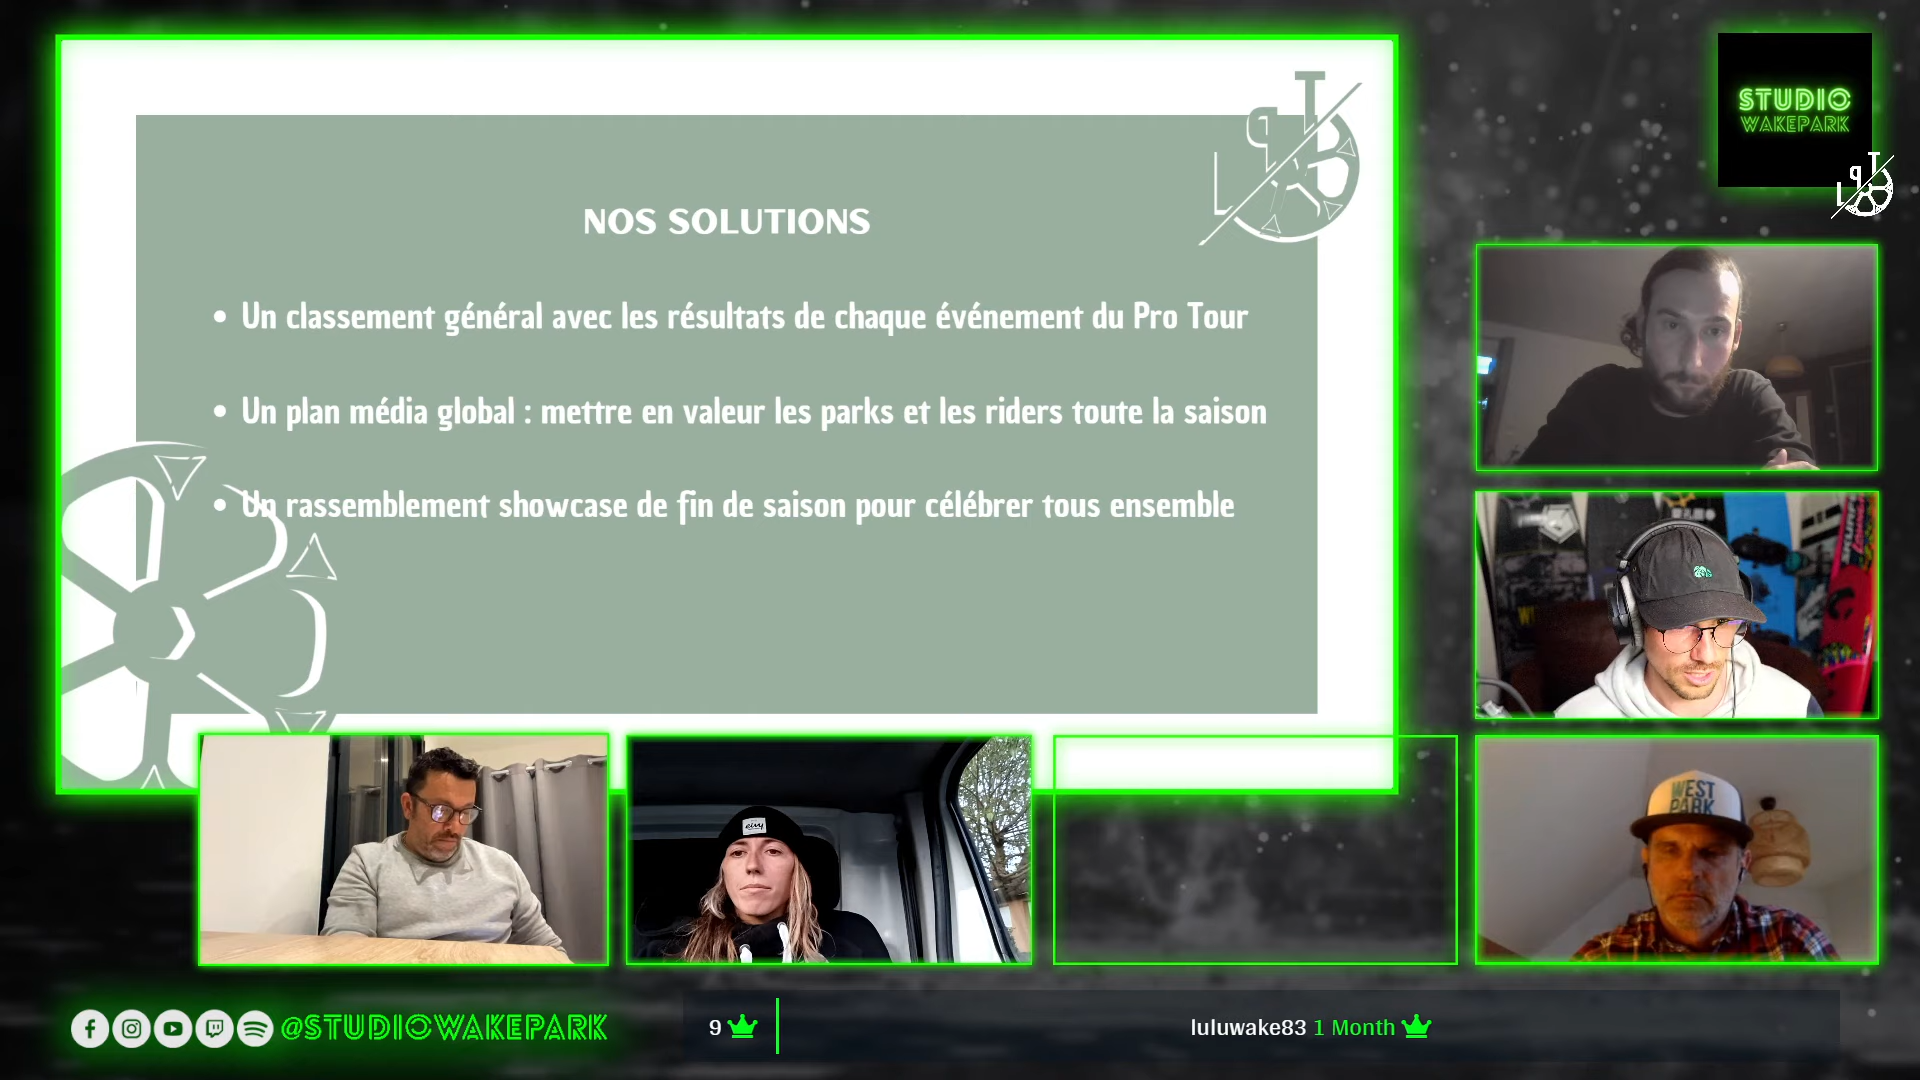 STUDIO
WAKEPARK
LPT
NOS SOLUTIONS
• Un classement général avec les résultats de chaque événement du Pro Tour
• Un plan média global : mettre en valeur les parks et les riders toute la saison
• Un rassemblement showcase de fin de saison pour célébrer tous ensemble
eivy
WEST
PARK
@STUDIOWAKEPARK
9
luluwake83 1 Month